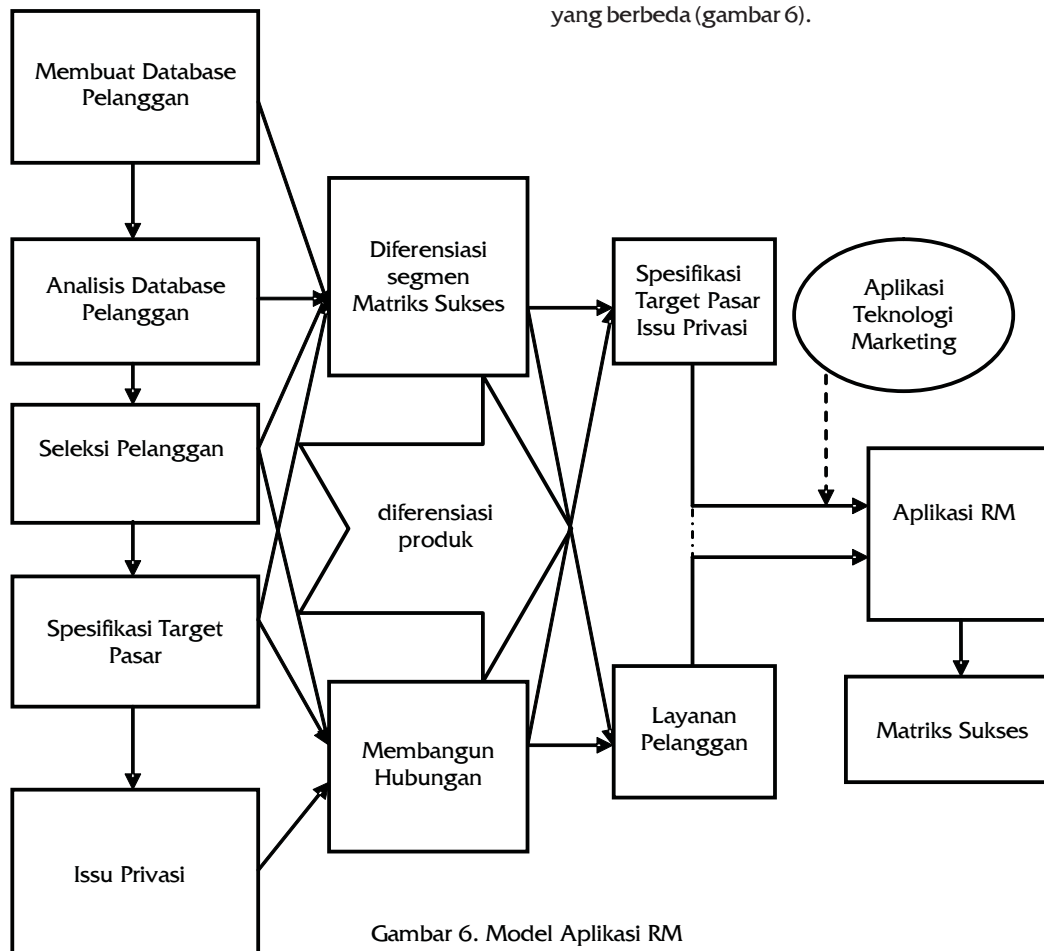 yang berbeda (gambar 6).
Membuat Database
Pelanggan
Analisis Database
Pelanggan
Seleksi Pelanggan
Spesifikasi Target
Pasar
Issu Privasi
Diferensiasi
segmen
Matriks Sukses
diferensiasi
produk
Membangun
Hubungan
Spesifikasi
Target Pasar
Issu Privasi
Layanan
Pelanggan
Aplikasi
Teknologi
Marketing
Aplikasi RM
Matriks Sukses
Gambar 6. Model Aplikasi RM